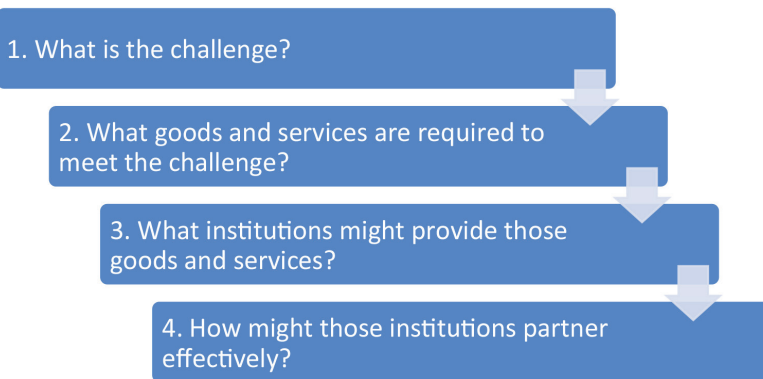 1. What is the challenge?
2. What goods and services are required to
meet the challenge?
3. What institutions might provide those
goods and services?
4. How might those institutions partner
effectively?